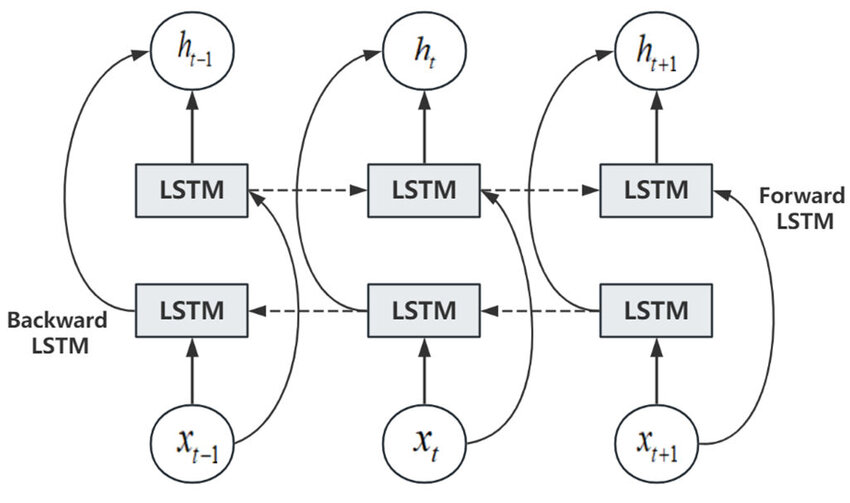 h_{t-1}
h_t
h_{t+1}
LSTM
LSTM
LSTM
Forward
LSTM
LSTM
LSTM
LSTM
Backward
LSTM
x_{t-1}
x_t
x_{t+1}